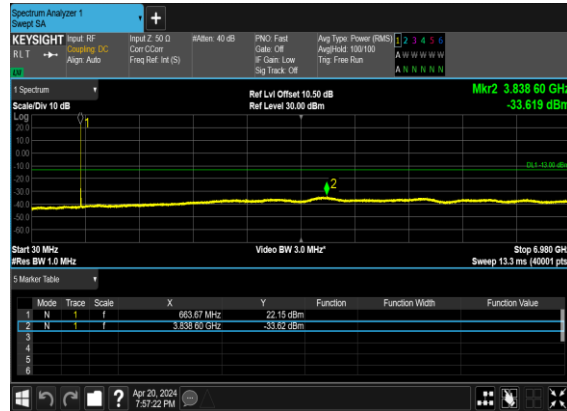 Spectrum Analyzer 1
Swept SA
+
KEYSIGHT Input: RF Input Z: 50 Ω #Atten: 40 dB PNO: Fast Avg Type: Power (RMS) 1 2 3 4 5 6
RLT Coupling: DC Corr CCorr Gate: Off Avg|Hold: 100/100 A W W W W W
Align: Auto Freq Ref: Int (S) IF Gain: Low Trig: Free Run
Sig Track: Off A N N N N N
1 Spectrum Ref Lvl Offset 10.50 dB Mkr2 3.838 60 GHz
Scale/Div 10 dB Ref Level 30.00 dBm -33.619 dBm
Log
20.0
10.0
0.00
-10.0
-20.0
-30.0
-40.0
-50.0
-60.0
1
2
DL1 -13.00 dBm
Start 30 MHz Video BW 3.0 MHz* Stop 6.980 GHz
#Res BW 1.0 MHz Sweep 13.3 ms (40001 pts)
5 Marker Table
Mode Trace Scale X Y Function Function Width Function Value
1 N 1 f 663.67 MHz 22.15 dBm
2 N 1 f 3.838 60 GHz -33.62 dBm
3
4
5
6
? Apr 20, 2024
7:57:22 PM